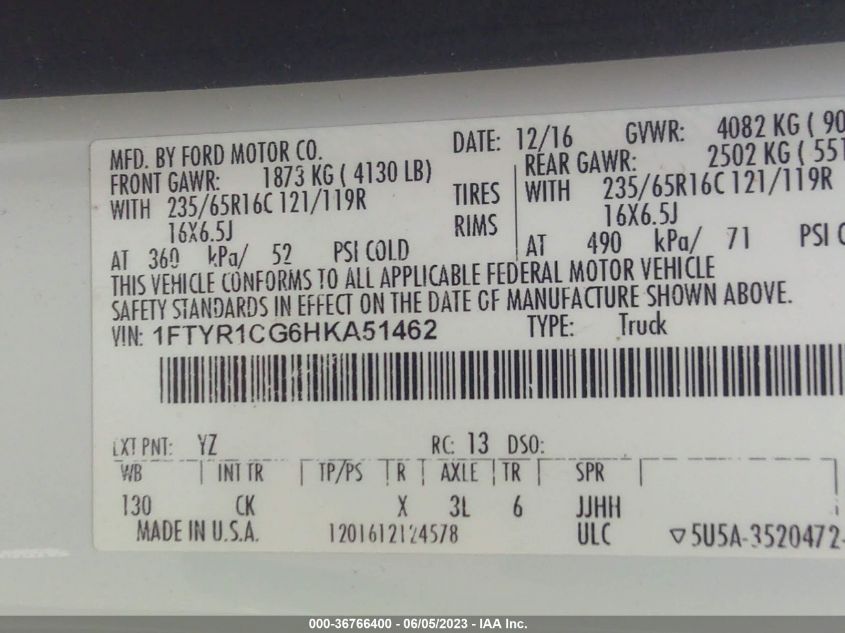 MFD. BY FORD MOTOR CO. DATE: 12/16 GVWR: 4082 KG ( 90
FRONT GAWR: 1873 KG ( 4130 LB) REAR GAWR: 2502 KG ( 551
WITH 235/65R16C 121/119R TIRES WITH 235/65R16C 121/119R
16X6.5J RIMS 16X6.5J
AT 360 kPa/ 52 PSI COLD AT 490 kPa/ 71 PSI C
THIS VEHICLE CONFORMS TO ALL APPLICABLE FEDERAL MOTOR VEHICLE
SAFETY STANDARDS IN EFFECT ON THE DATE OF MANUFACTURE SHOWN ABOVE.
VIN: 1FTYR1CG6HKA51462 TYPE: Truck
EXT PNT: YZ RC: 13 DSO:
WB INT TR TP/PS R AXLE TR SPR
130 CK X 3L 6 JJHH
MADE IN U.S.A. 1201612124578 ULC ▽5U5A-3520472-
000-36766400 - 06/05/2023 - IAA Inc.